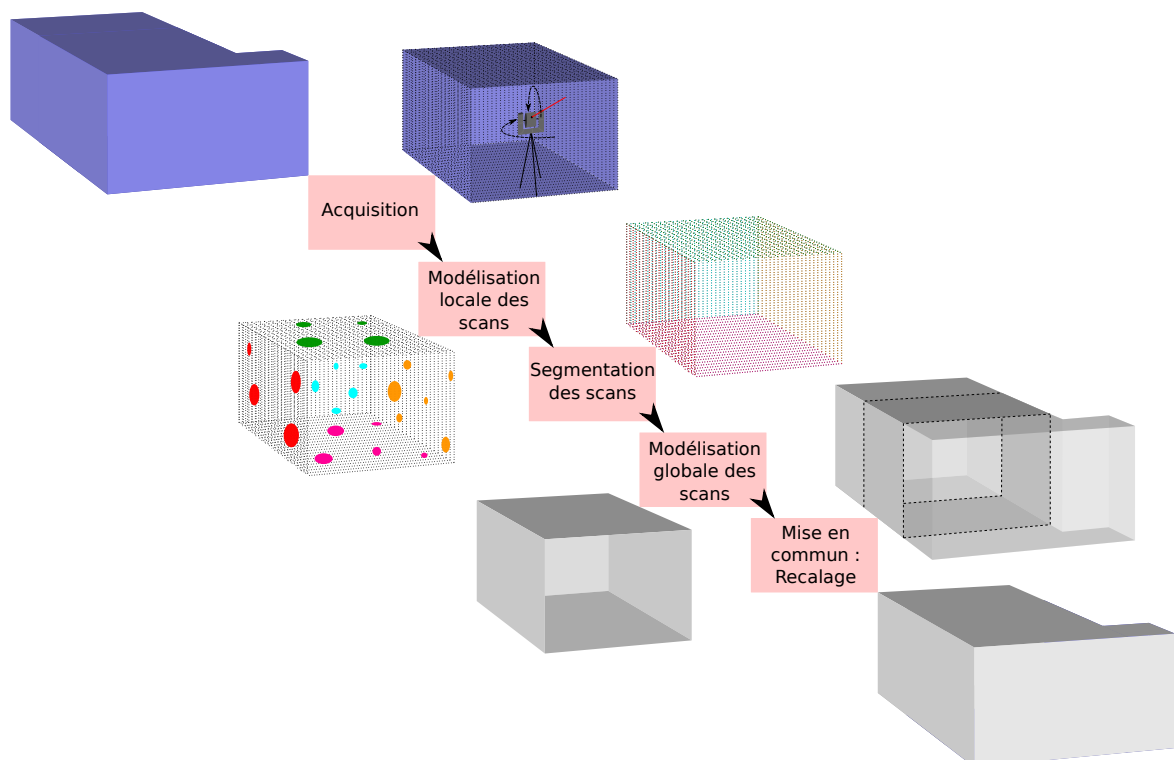 Acquisition
Modélisation
locale des
scans
Segmentation
des scans
Modélisation
globale des
scans
Mise en
commun :
Recalage